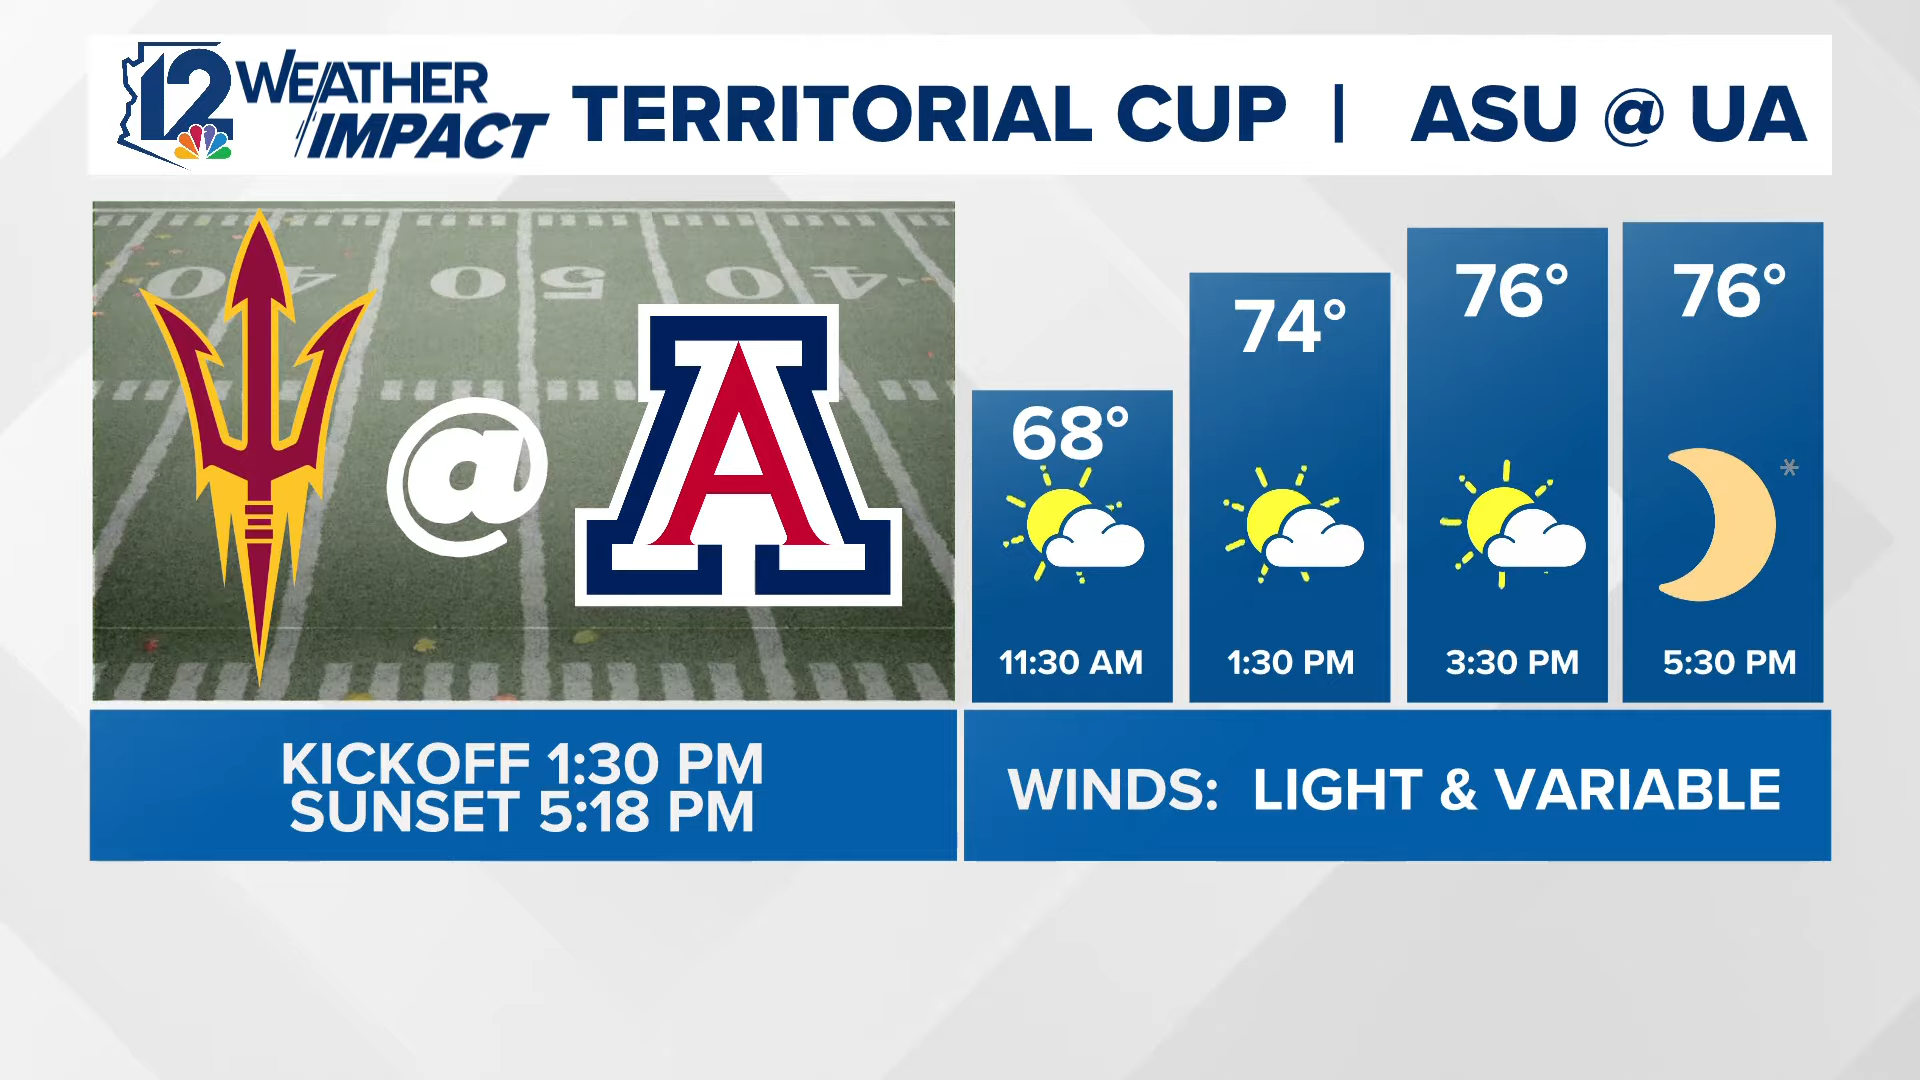 12 WEATHER IMPACT TERRITORIAL CUP | ASU @ UA
40 50 40
@ A
68° 74° 76° 76°
11:30 AM 1:30 PM 3:30 PM 5:30 PM
KICKOFF 1:30 PM
SUNSET 5:18 PM
WINDS: LIGHT & VARIABLE